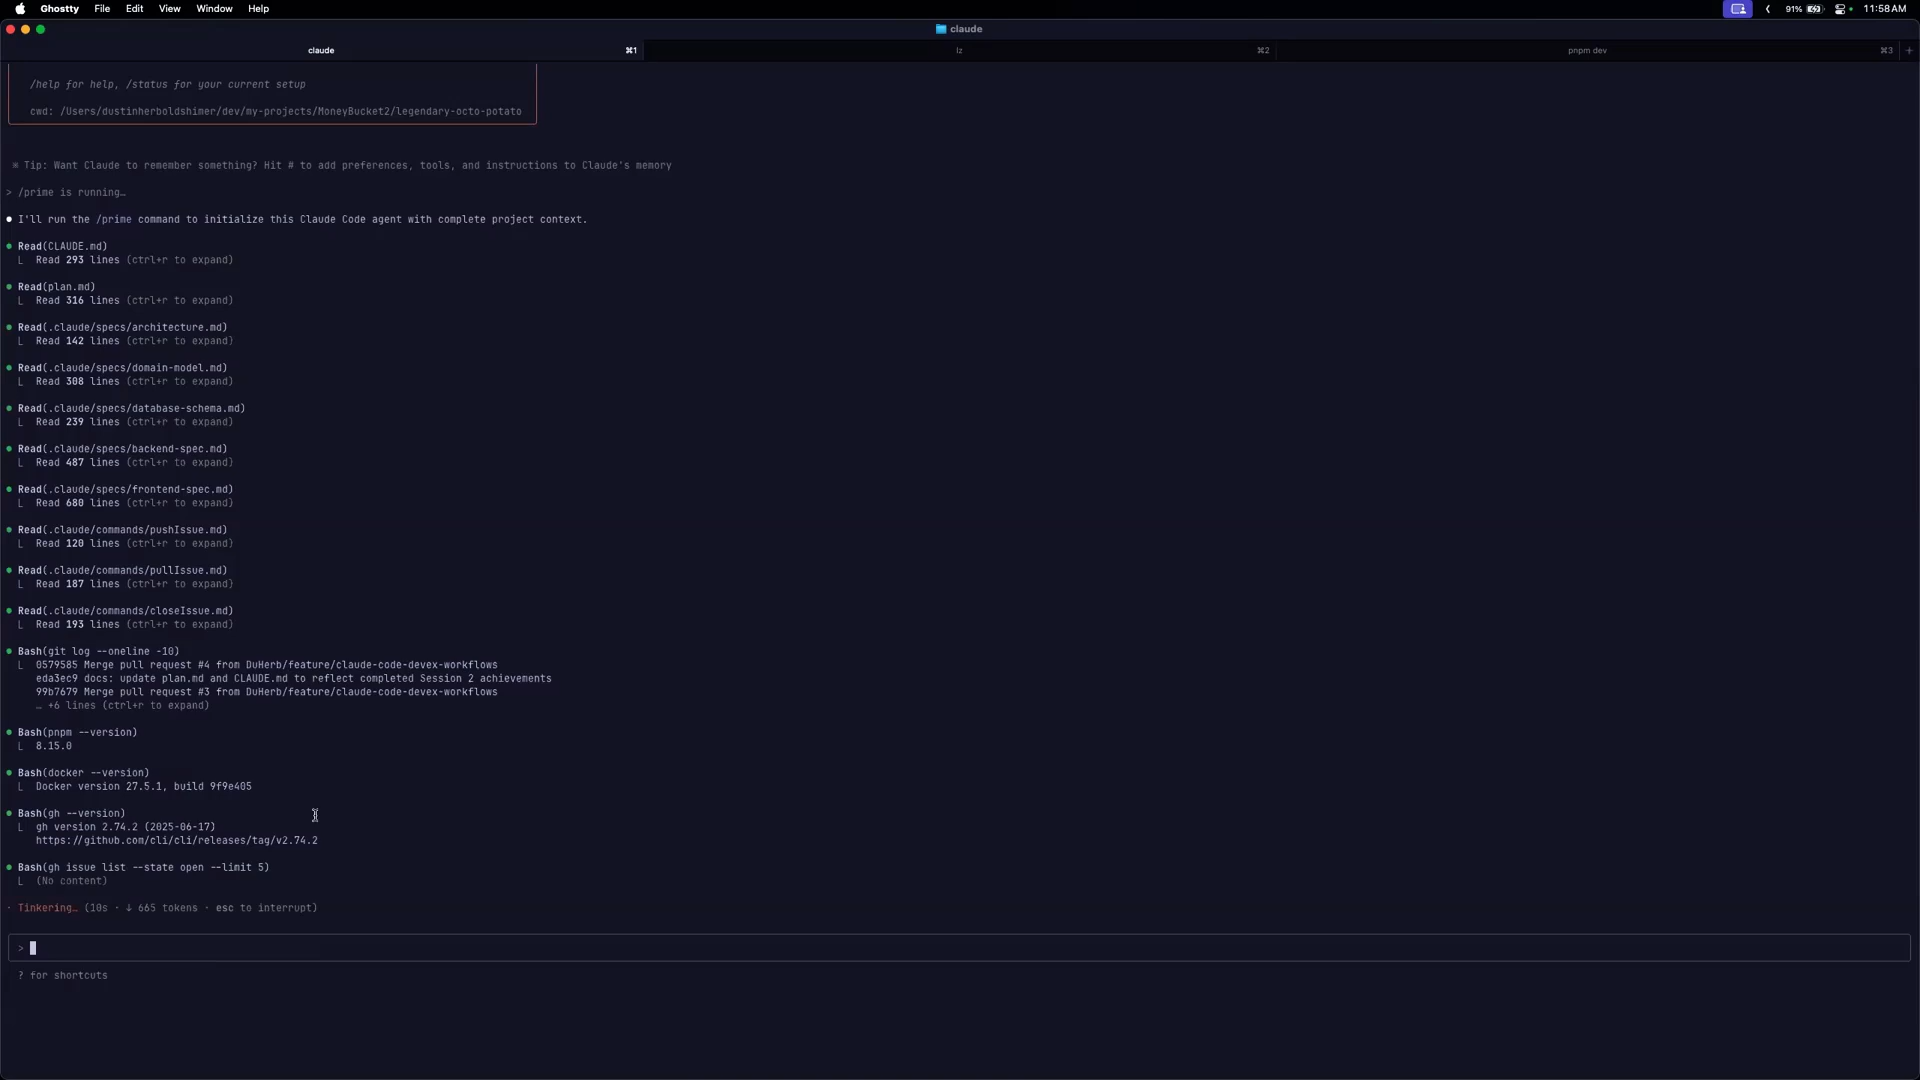 Ghostty File Edit View Window Help 91% 11:58 AM
claude
claude ⌘1 lz ⌘2 pnpm dev ⌘3 +
/help for help, /status for your current setup
cwd: /Users/dustinherboldshimer/dev/my-projects/MoneyBucket2/legendary-octo-potato
※ Tip: Want Claude to remember something? Hit # to add preferences, tools, and instructions to Claude's memory
> /prime is running…
● I'll run the /prime command to initialize this Claude Code agent with complete project context.
● Read(CLAUDE.md)
⎿ Read 293 lines (ctrl+r to expand)
● Read(plan.md)
⎿ Read 316 lines (ctrl+r to expand)
● Read(.claude/specs/architecture.md)
⎿ Read 142 lines (ctrl+r to expand)
● Read(.claude/specs/domain-model.md)
⎿ Read 308 lines (ctrl+r to expand)
● Read(.claude/specs/database-schema.md)
⎿ Read 239 lines (ctrl+r to expand)
● Read(.claude/specs/backend-spec.md)
⎿ Read 487 lines (ctrl+r to expand)
● Read(.claude/specs/frontend-spec.md)
⎿ Read 680 lines (ctrl+r to expand)
● Read(.claude/commands/pushIssue.md)
⎿ Read 120 lines (ctrl+r to expand)
● Read(.claude/commands/pullIssue.md)
⎿ Read 187 lines (ctrl+r to expand)
● Read(.claude/commands/closeIssue.md)
⎿ Read 193 lines (ctrl+r to expand)
● Bash(git log --oneline -10)
⎿ 0579585 Merge pull request #4 from DuHerb/feature/claude-code-devex-workflows
eda3ec9 docs: update plan.md and CLAUDE.md to reflect completed Session 2 achievements
99b7679 Merge pull request #3 from DuHerb/feature/claude-code-devex-workflows
… +6 lines (ctrl+r to expand)
● Bash(pnpm --version)
⎿ 8.15.0
● Bash(docker --version)
⎿ Docker version 27.5.1, build 9f9e405
● Bash(gh --version)
⎿ gh version 2.74.2 (2025-06-17)
https://github.com/cli/cli/releases/tag/v2.74.2
● Bash(gh issue list --state open --limit 5)
⎿ (No content)
· Tinkering… (10s · ↓ 665 tokens · esc to interrupt)
>
? for shortcuts